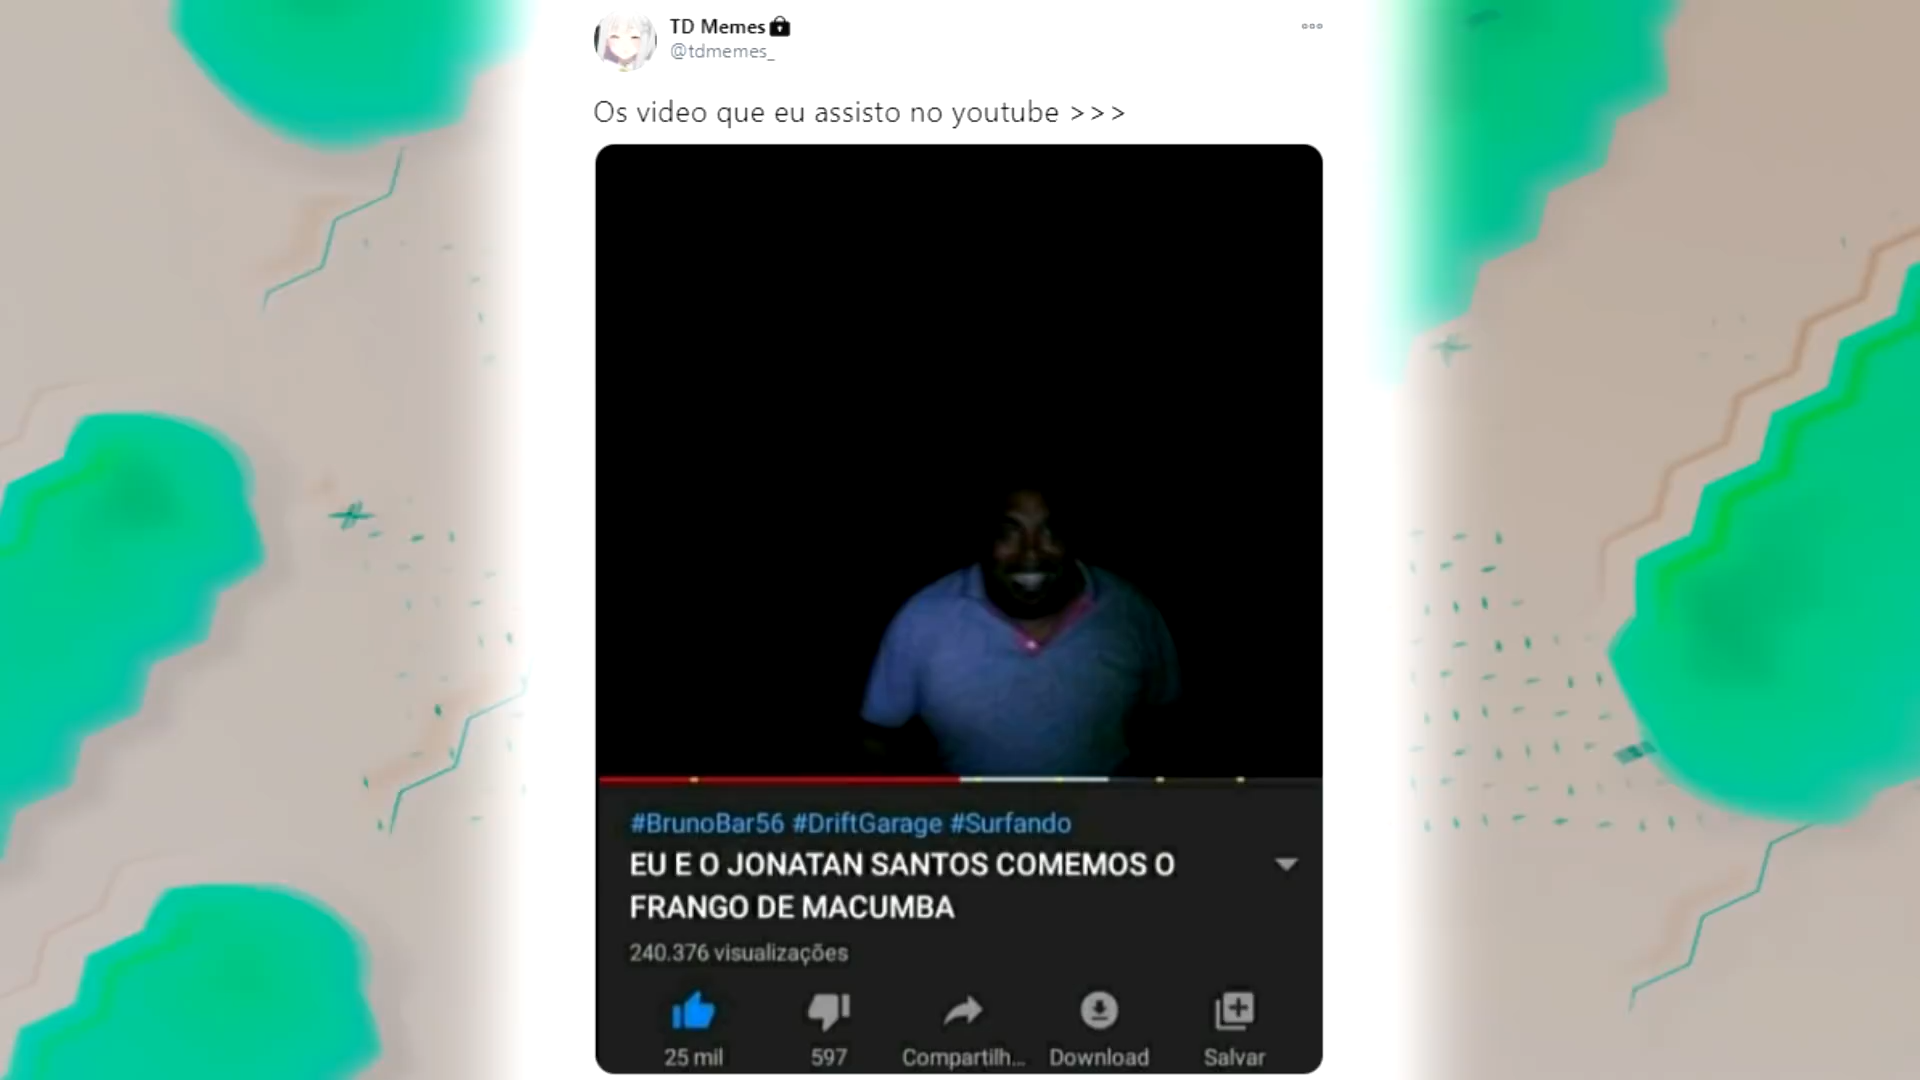 TD Memes
@tdmemes_
Os video que eu assisto no youtube >>>
#BrunoBar56 #DriftGarage #Surfando
EU E O JONATAN SANTOS COMEMOS O
FRANGO DE MACUMBA
240.376 visualizações
25 mil 597 Compartilh... Download Salvar